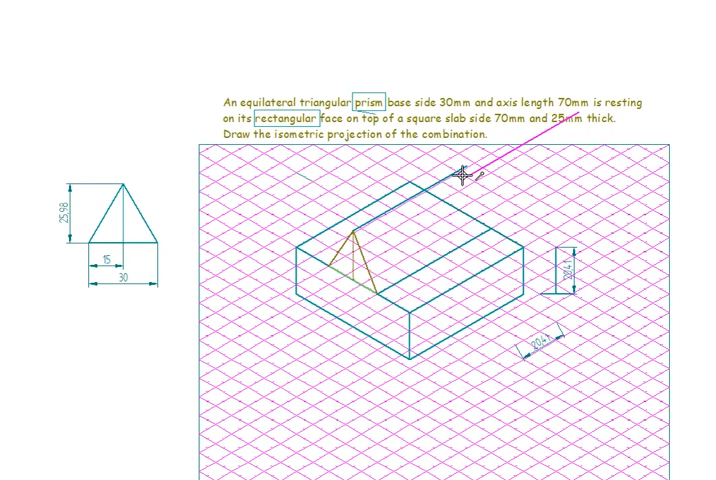 An equilateral triangular prism base side 30mm and axis length 70mm is resting
on its rectangular face on top of a square slab side 70mm and 25mm thick.
Draw the isometric projection of the combination.
25,98
15
30
20.41